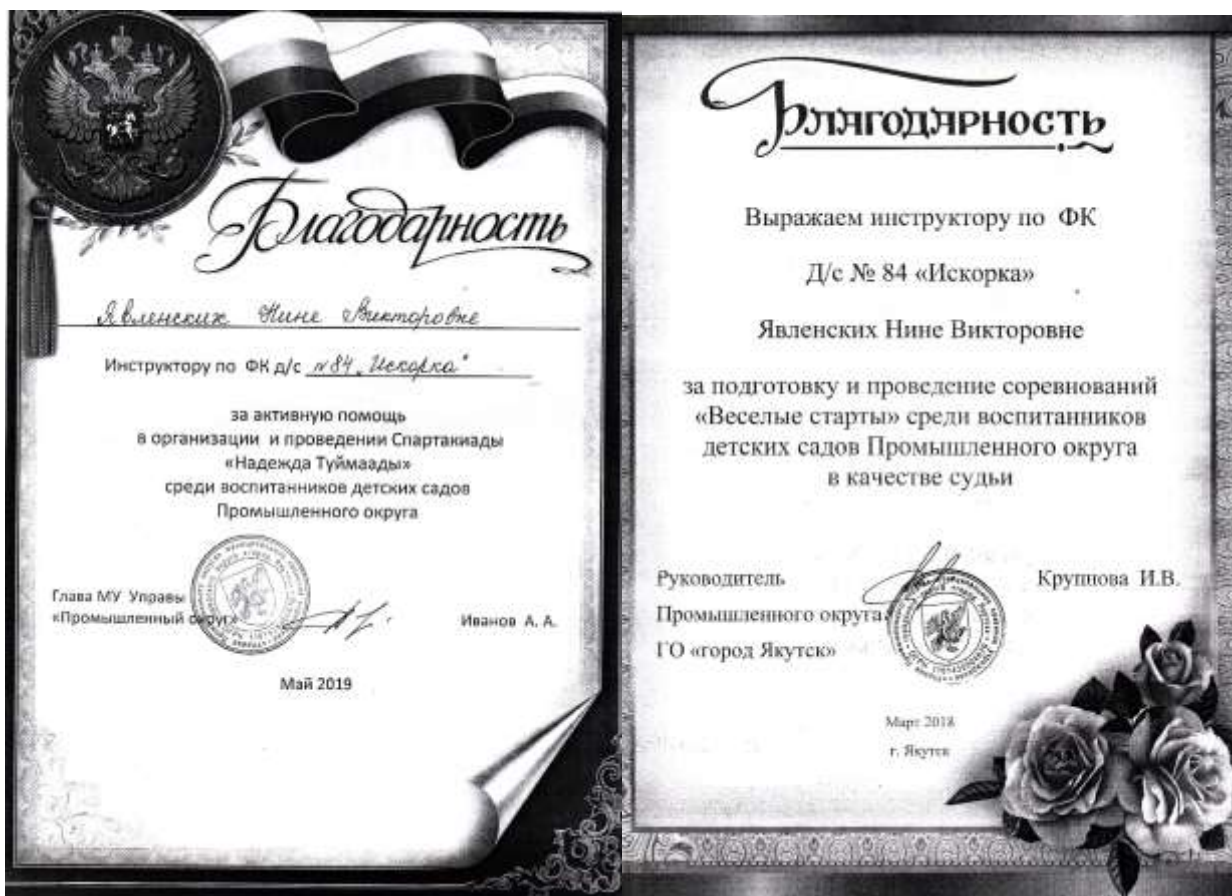 Благодарность
Явленских Нине Викторовне
Инструктору по ФК д/с №84 „Искорка"
за активную помощь
в организации и проведении Спартакиады
«Надежда Туймаады»
среди воспитанников детских садов
Промышленного округа
Глава МУ Управы
«Промышленный округ»
Иванов А. А.
Май 2019
Благодарность
Выражаем инструктору по ФК
Д/с № 84 «Искорка»
Явленских Нине Викторовне
за подготовку и проведение соревнований
«Веселые старты» среди воспитанников
детских садов Промышленного округа
в качестве судьи
Руководитель
Промышленного округа
ГО «город Якутск»
Крупнова И.В.
Март 2018
г. Якутск